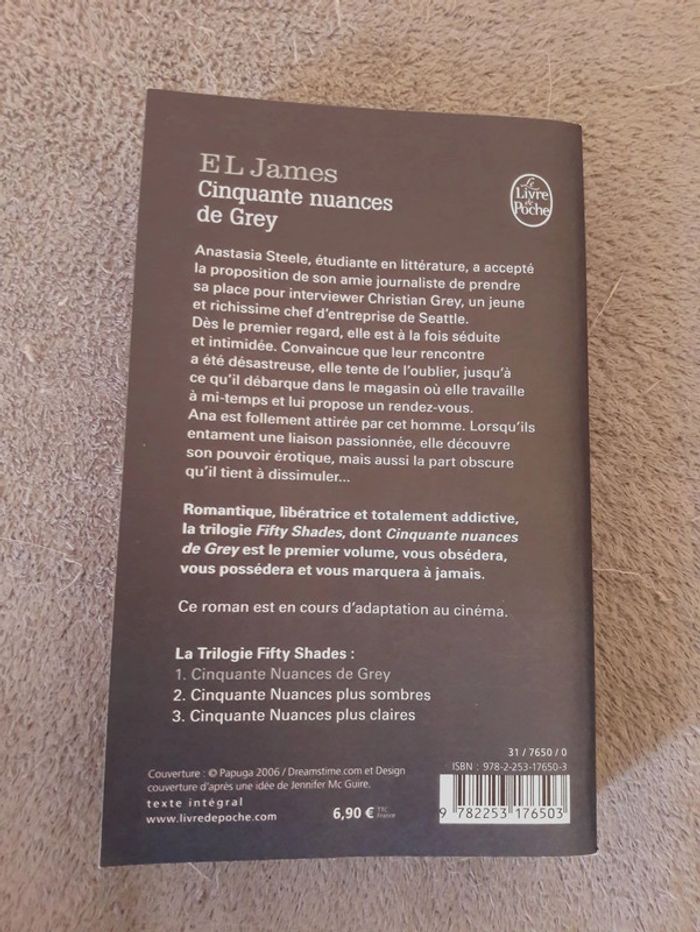 E L James
Cinquante nuances
de Grey
Le
Livre
de
Poche
Anastasia Steele, étudiante en littérature, a accepté
la proposition de son amie journaliste de prendre
sa place pour interviewer Christian Grey, un jeune
et richissime chef d'entreprise de Seattle.
Dès le premier regard, elle est à la fois séduite
et intimidée. Convaincue que leur rencontre
a été désastreuse, elle tente de l'oublier, jusqu'à
ce qu'il débarque dans le magasin où elle travaille
à mi-temps et lui propose un rendez-vous.
Ana est follement attirée par cet homme. Lorsqu'ils
entament une liaison passionnée, elle découvre
son pouvoir érotique, mais aussi la part obscure
qu'il tient à dissimuler...
Romantique, libératrice et totalement addictive,
la trilogie Fifty Shades, dont Cinquante nuances
de Grey est le premier volume, vous obsédera,
vous possédera et vous marquera à jamais.
Ce roman est en cours d'adaptation au cinéma.
La Trilogie Fifty Shades :
1. Cinquante Nuances de Grey
2. Cinquante Nuances plus sombres
3. Cinquante Nuances plus claires
Couverture : © Papuga 2006 / Dreamstime.com et Design
couverture d'après une idée de Jennifer Mc Guire.
texte intégral
www.livredepoche.com
6,90 € TTC
France
31 / 7650 / 0
ISBN : 978-2-253-17650-3
9 782253 176503